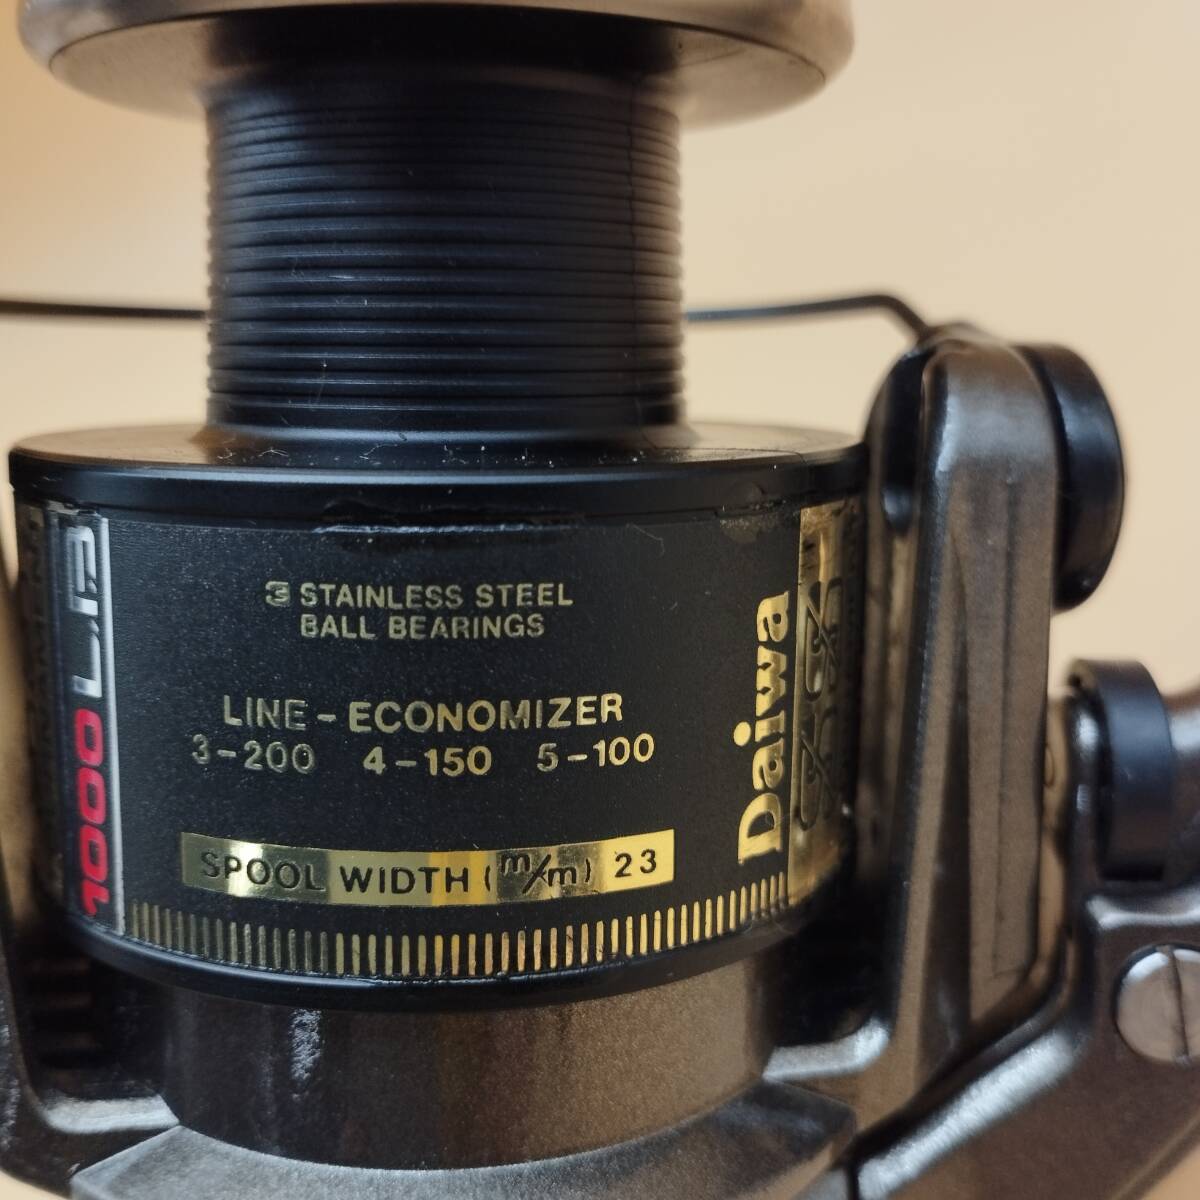 1000 LB
3 STAINLESS STEEL
BALL BEARINGS
LINE-ECONOMIZER
3-200 4-150 5-100
SPOOL WIDTH (m/m) 23
Daiwa